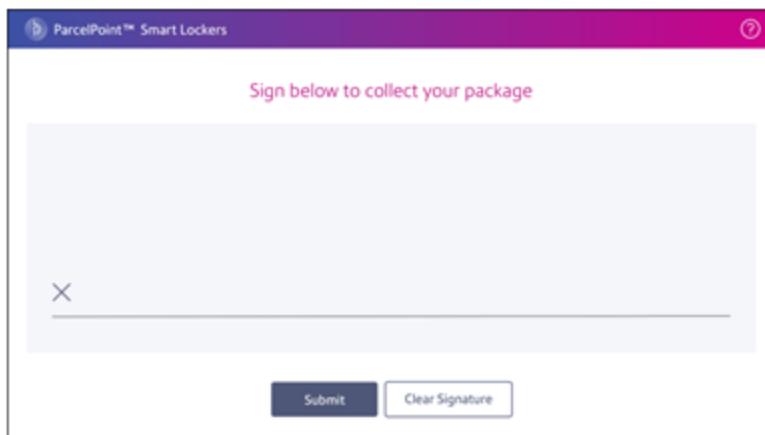 ParcelPoint™ Smart Lockers
Sign below to collect your package
Submit
Clear Signature